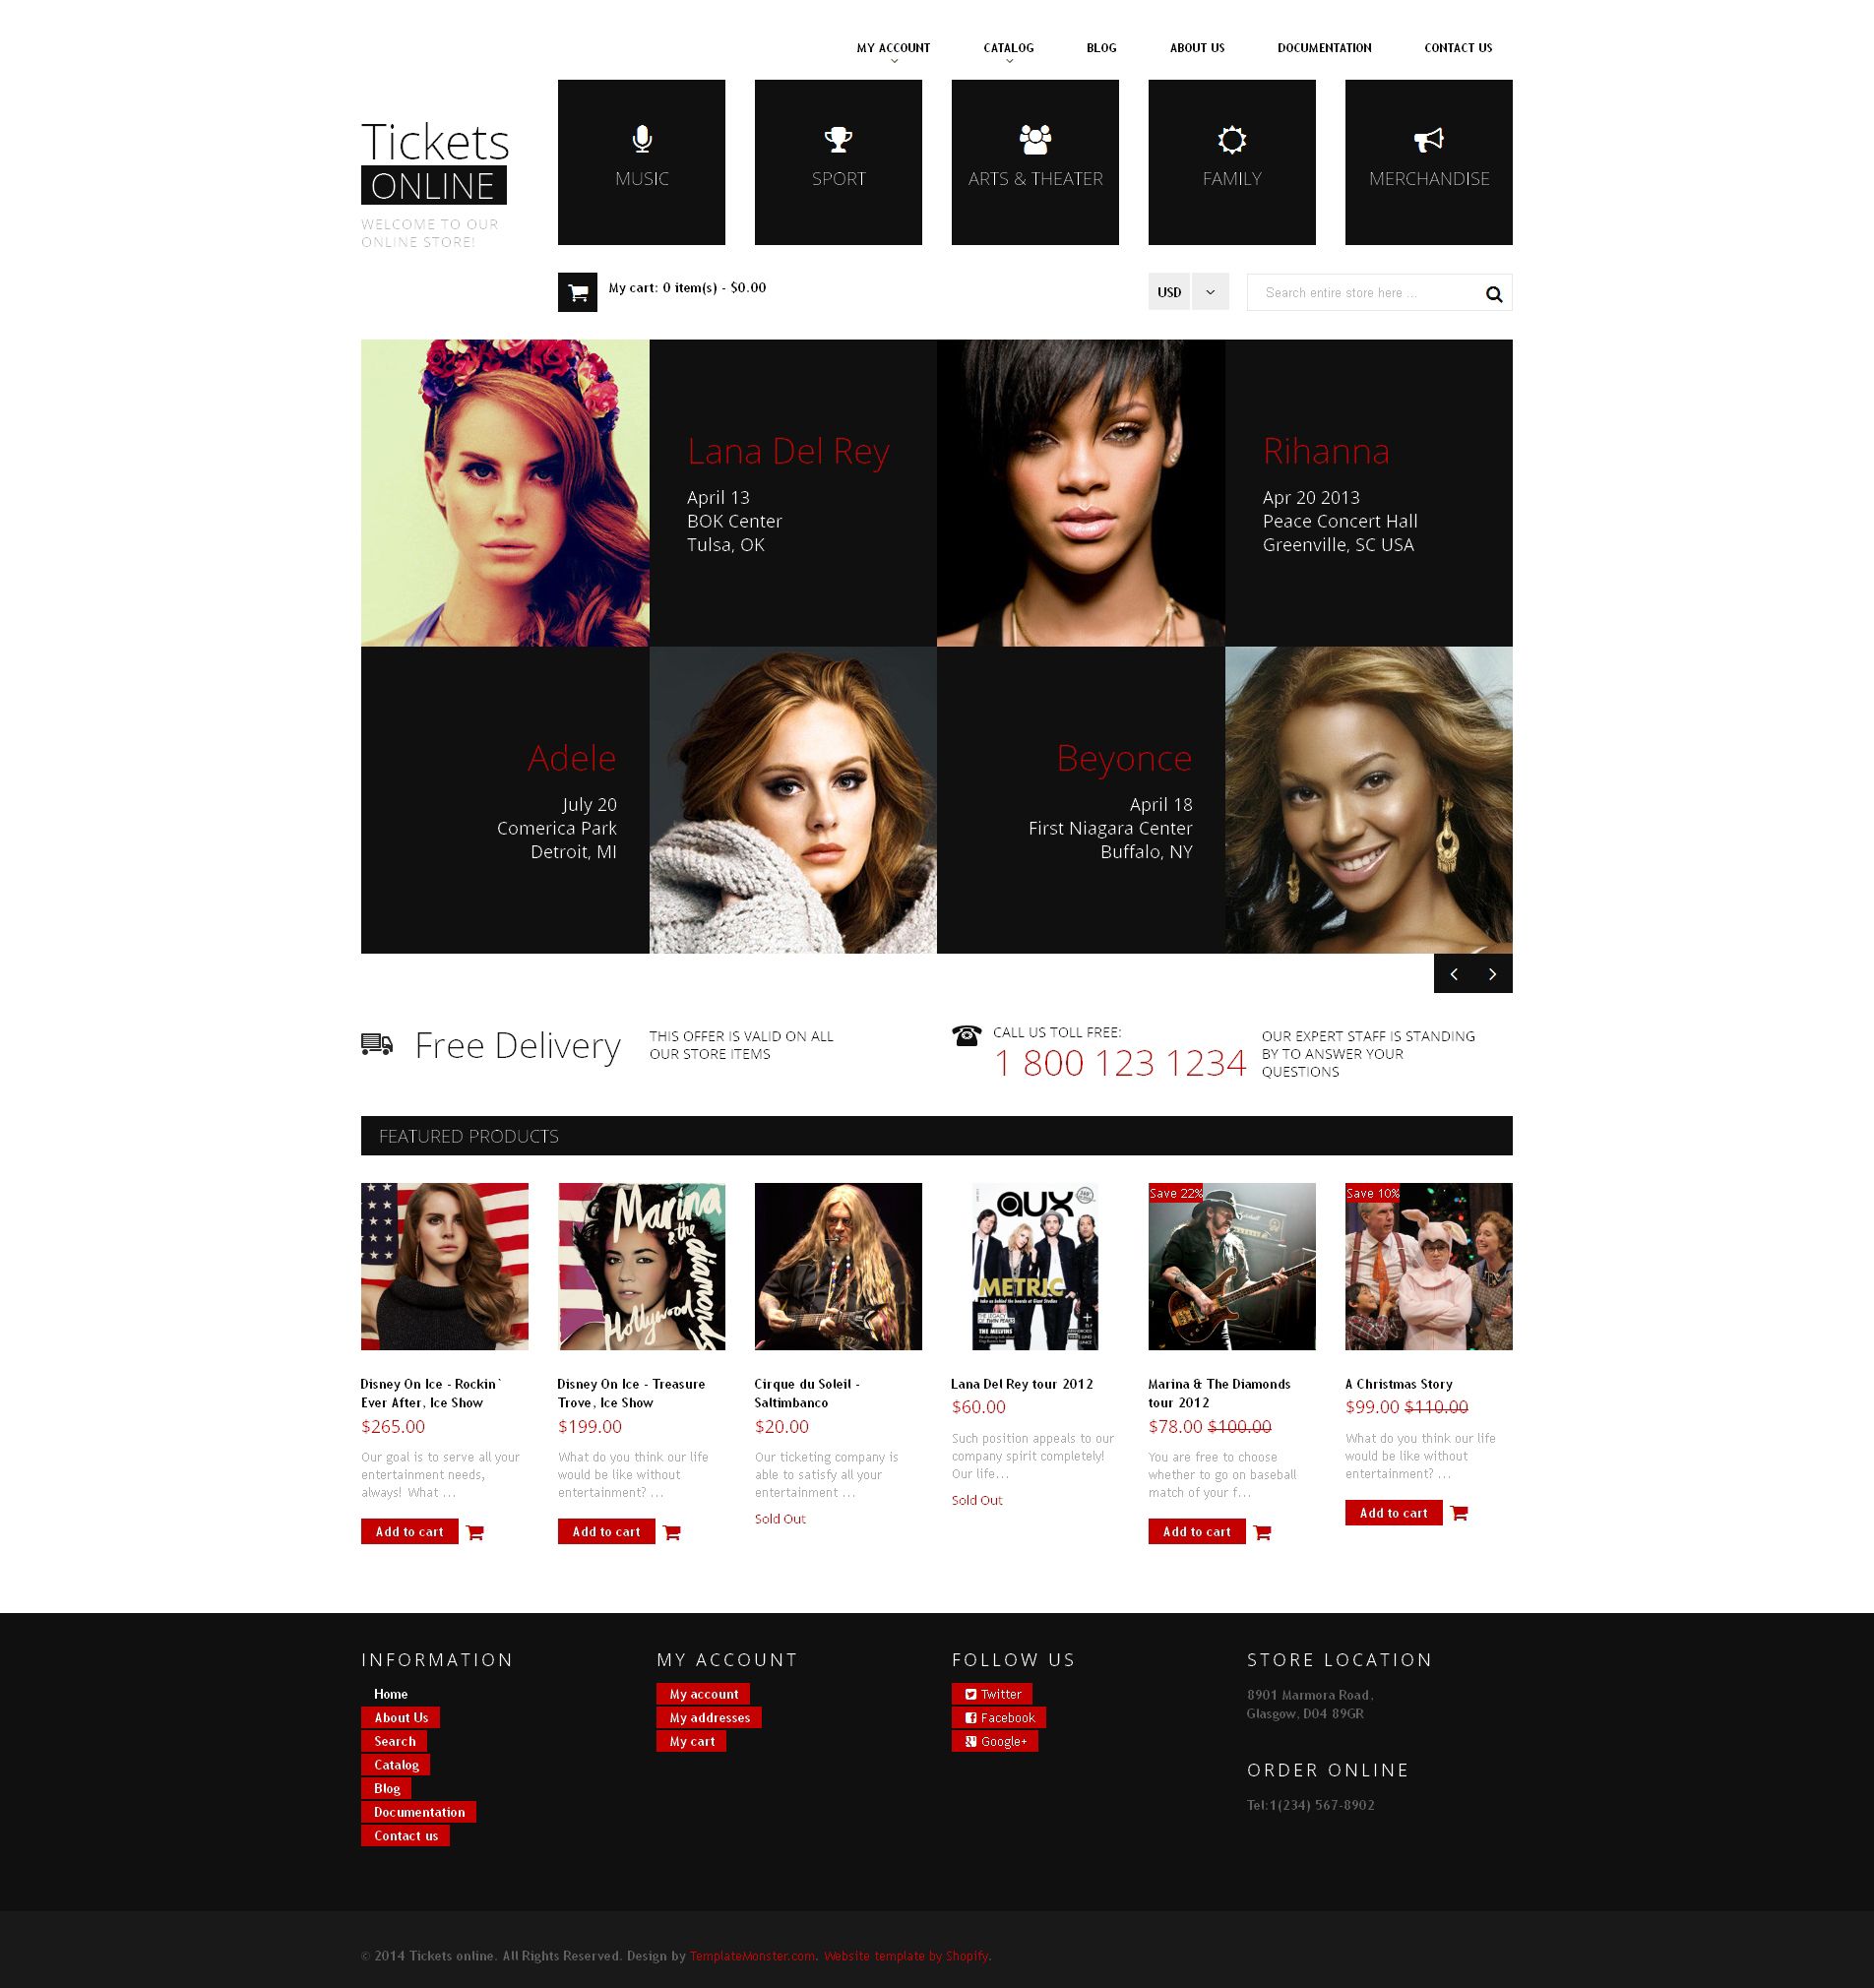 MY ACCOUNT
CATALOG
BLOG
ABOUT US
DOCUMENTATION
CONTACT US
Tickets
ONLINE
WELCOME TO OUR
ONLINE STORE!
MUSIC
SPORT
ARTS & THEATER
FAMILY
MERCHANDISE
My cart: 0 item(s) - $0.00
USD
Search entire store here ...
Lana Del Rey
April 13
BOK Center
Tulsa, OK
Rihanna
Apr 20 2013
Peace Concert Hall
Greenville, SC USA
Adele
July 20
Comerica Park
Detroit, MI
Beyonce
April 18
First Niagara Center
Buffalo, NY
Free Delivery
THIS OFFER IS VALID ON ALL
OUR STORE ITEMS
CALL US TOLL FREE:
1 800 123 1234
OUR EXPERT STAFF IS STANDING
BY TO ANSWER YOUR
QUESTIONS
FEATURED PRODUCTS
Disney On Ice - Rockin`
Ever After, Ice Show
$265.00
Our goal is to serve all your
entertainment needs,
always! What ...
Add to cart
Marina
& the
diamonds
Hollywood
Disney On Ice - Treasure
Trove, Ice Show
$199.00
What do you think our life
would be like without
entertainment? ...
Add to cart
Cirque du Soleil -
Saltimbanco
$20.00
Our ticketing company is
able to satisfy all your
entertainment ...
Sold Out
aux
METRIC
THE MELVINS
Lana Del Rey tour 2012
$60.00
Such position appeals to our
company spirit completely!
Our life...
Sold Out
Save 22%
Marina & The Diamonds
tour 2012
$78.00 $100.00
You are free to choose
whether to go on baseball
match of your f...
Add to cart
Save 10%
A Christmas Story
$99.00 $110.00
What do you think our life
would be like without
entertainment? ...
Add to cart
INFORMATION
Home
About Us
Search
Catalog
Blog
Documentation
Contact us
MY ACCOUNT
My account
My addresses
My cart
FOLLOW US
Twitter
Facebook
Google+
STORE LOCATION
8901 Marmora Road,
Glasgow, D04 89GR
ORDER ONLINE
Tel:1(234) 567-8902
© 2014 Tickets online. All Rights Reserved. Design by TemplateMonster.com. Website template by Shopify.